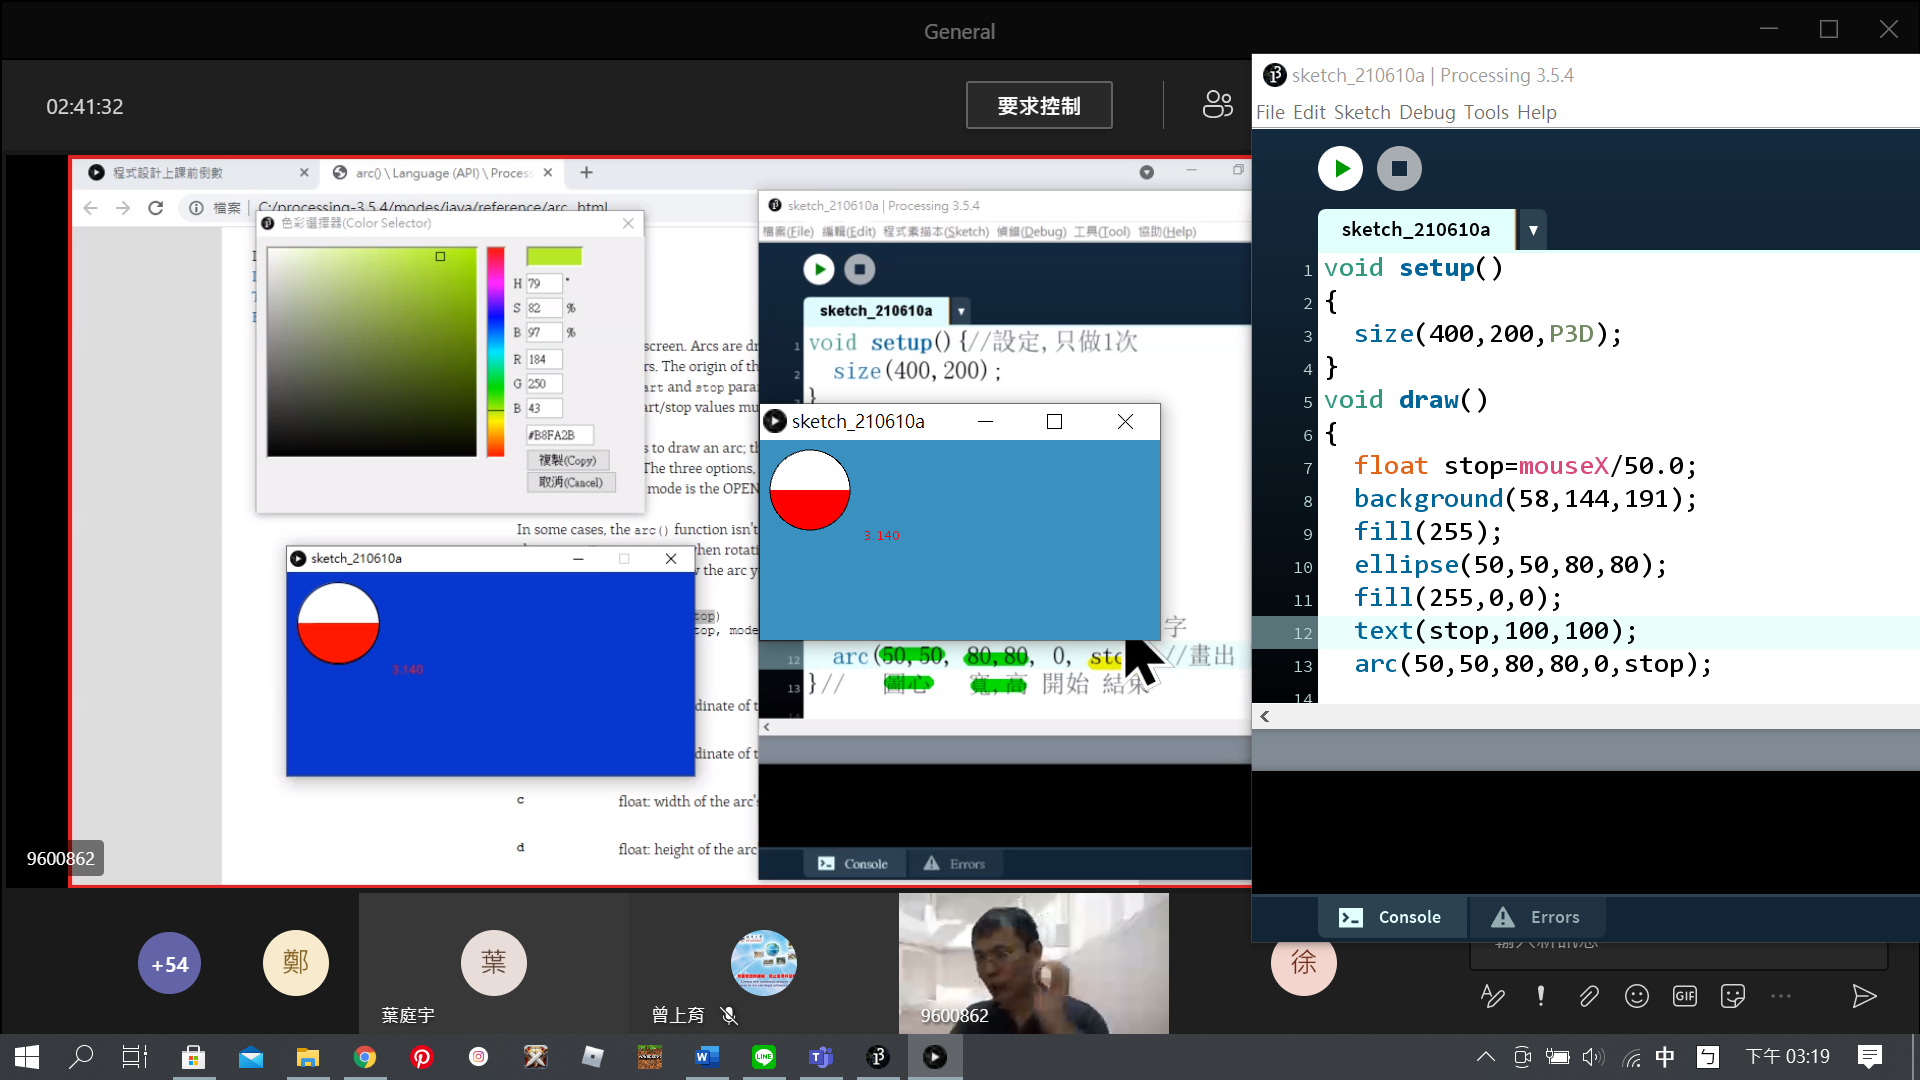 General
02:41:32
要求控制
程式設計上課前倒數
arc() \ Language (API) \ Process
檔案
C:/processing-3.5.4/modes/java/reference/arc_.html
色彩選擇器(Color Selector)
H 79 °
S 82 %
B 97 %
R 184
G 250
B 43
#B8FA2B
複製(Copy)
取消(Cancel)
screen. Arcs are dr
rs. The origin of th
art and stop para
art/stop values mu
s to draw an arc; th
The three options,
mode is the OPEN
In some cases, the arc() function isn't
hen rotati
the arc y
top)
top, mode
dinate of t
dinate of t
c float: width of the arc's
d float: height of the arc
sketch_210610a
3.140
sketch_210610a | Processing 3.5.4
檔案(File) 編輯(Edit) 程式素描本(Sketch) 偵錯(Debug) 工具(Tool) 協助(Help)
sketch_210610a
1 void setup(){//設定,只做1次
2 size(400,200);
3 }
sketch_210610a
3.140
字
12 arc(50,50, 80,80, 0, sto //畫出
13 }// 圓心 寬,高 開始 結束
Console
Errors
sketch_210610a | Processing 3.5.4
File Edit Sketch Debug Tools Help
sketch_210610a
1 void setup()
2 {
3 size(400,200,P3D);
4 }
5 void draw()
6 {
7 float stop=mouseX/50.0;
8 background(58,144,191);
9 fill(255);
10 ellipse(50,50,80,80);
11 fill(255,0,0);
12 text(stop,100,100);
13 arc(50,50,80,80,0,stop);
14
Console
Errors
9600862
+54
鄭
葉
葉庭宇
曾上育
9600862
徐
輸入新訊息
GIF
中
下午 03:19